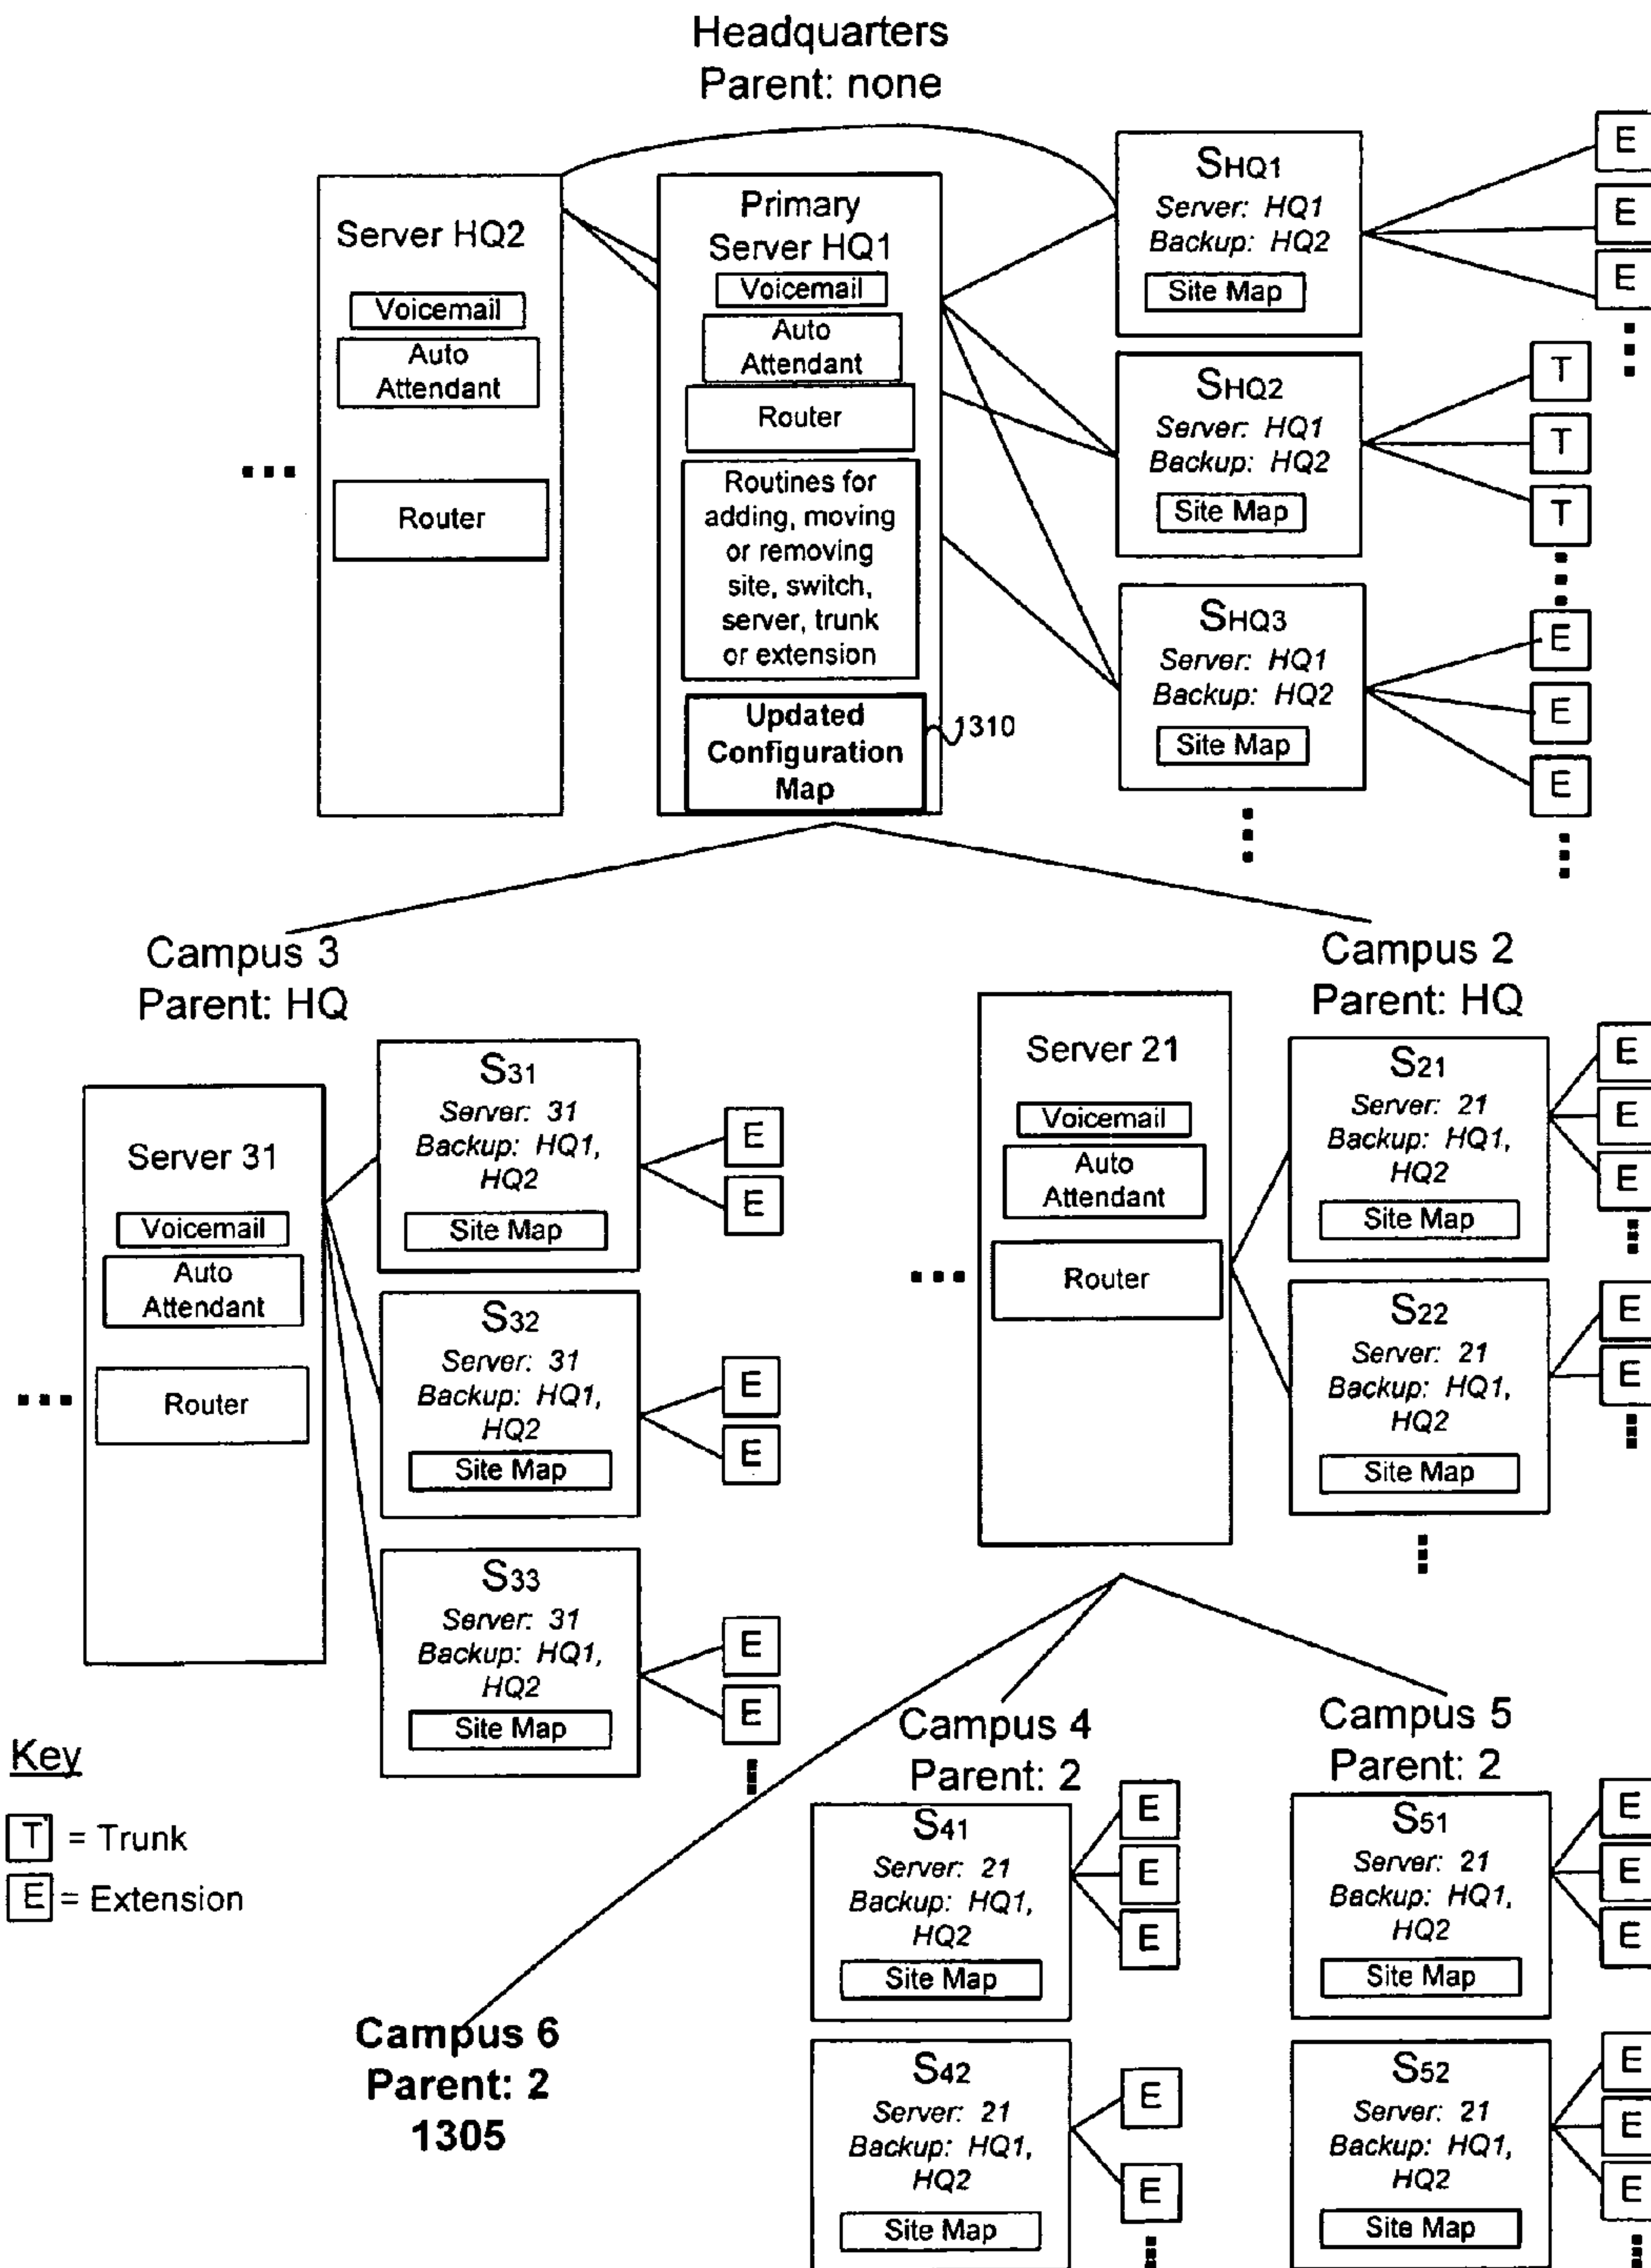 Headquarters
Parent: none
Server HQ2
Voicemail
Auto
Attendant
Router
Primary
Server HQ1
Voicemail
Auto
Attendant
Router
Routines for
adding, moving
or removing
site, switch,
server, trunk
or extension
Updated
Configuration
Map
1310
SHQ1
Server: HQ1
Backup: HQ2
Site Map
E
E
E
SHQ2
Server: HQ1
Backup: HQ2
Site Map
T
T
T
SHQ3
Server: HQ1
Backup: HQ2
Site Map
E
E
E
Campus 3
Parent: HQ
Server 31
Voicemail
Auto
Attendant
Router
S31
Server: 31
Backup: HQ1,
HQ2
Site Map
E
E
S32
Server: 31
Backup: HQ1,
HQ2
Site Map
E
E
S33
Server: 31
Backup: HQ1,
HQ2
Site Map
E
E
Campus 2
Parent: HQ
Server 21
Voicemail
Auto
Attendant
Router
S21
Server: 21
Backup: HQ1,
HQ2
Site Map
E
E
E
S22
Server: 21
Backup: HQ1,
HQ2
Site Map
E
E
Key
T = Trunk
E = Extension
Campus 6
Parent: 2
1305
Campus 4
Parent: 2
S41
Server: 21
Backup: HQ1,
HQ2
Site Map
E
E
E
S42
Server: 21
Backup: HQ1,
HQ2
Site Map
E
E
Campus 5
Parent: 2
S51
Server: 21
Backup: HQ1,
HQ2
Site Map
E
E
E
S52
Server: 21
Backup: HQ1,
HQ2
Site Map
E
E
E